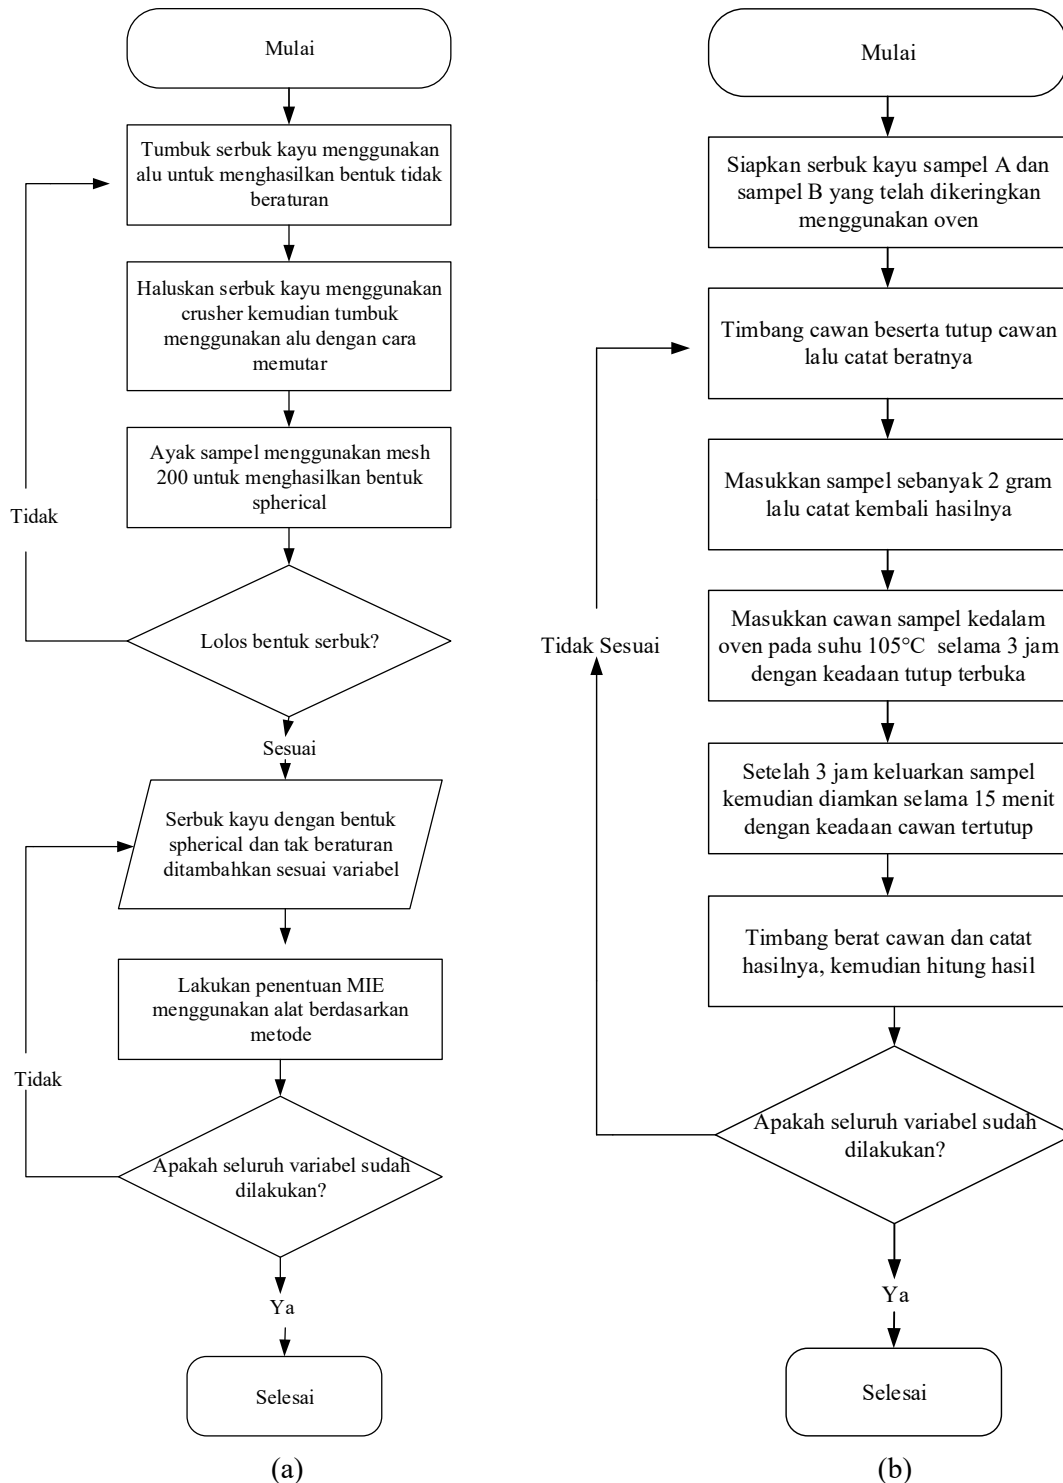 Mulai
Tumbuk serbuk kayu menggunakan
alu untuk menghasilkan bentuk tidak
beraturan
Haluskan serbuk kayu menggunakan
crusher kemudian tumbuk
menggunakan alu dengan cara
memutar
Ayak sampel menggunakan mesh
200 untuk menghasilkan bentuk
spherical
Tidak
Lolos bentuk serbuk?
Sesuai
Serbuk kayu dengan bentuk
spherical dan tak beraturan
ditambahkan sesuai variabel
Lakukan penentuan MIE
menggunakan alat berdasarkan
metode
Tidak
Apakah seluruh variabel sudah
dilakukan?
Ya
Selesai
(a)
Mulai
Siapkan serbuk kayu sampel A dan
sampel B yang telah dikeringkan
menggunakan oven
Timbang cawan beserta tutup cawan
lalu catat beratnya
Masukkan sampel sebanyak 2 gram
lalu catat kembali hasilnya
Masukkan cawan sampel kedalam
oven pada suhu 105°C selama 3 jam
dengan keadaan tutup terbuka
Tidak Sesuai
Setelah 3 jam keluarkan sampel
kemudian diamkan selama 15 menit
dengan keadaan cawan tertutup
Timbang berat cawan dan catat
hasilnya, kemudian hitung hasil
Apakah seluruh variabel sudah
dilakukan?
Ya
Selesai
(b)